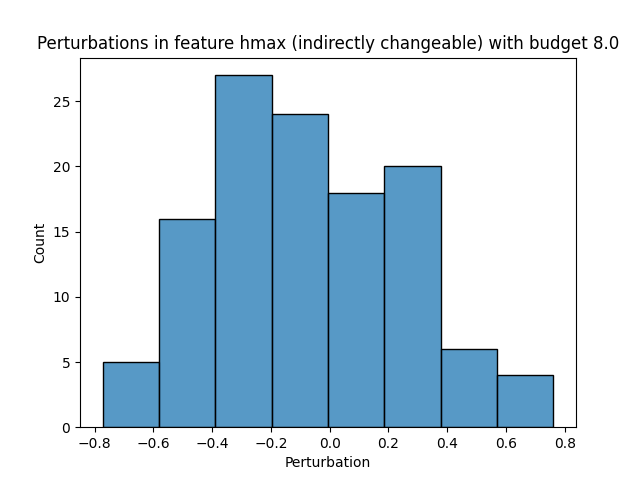 Perturbations in feature hmax (indirectly changeable) with budget 8.0
Count
25
20
15
10
5
0
−0.8 −0.6 −0.4 −0.2 0.0 0.2 0.4 0.6 0.8
Perturbation